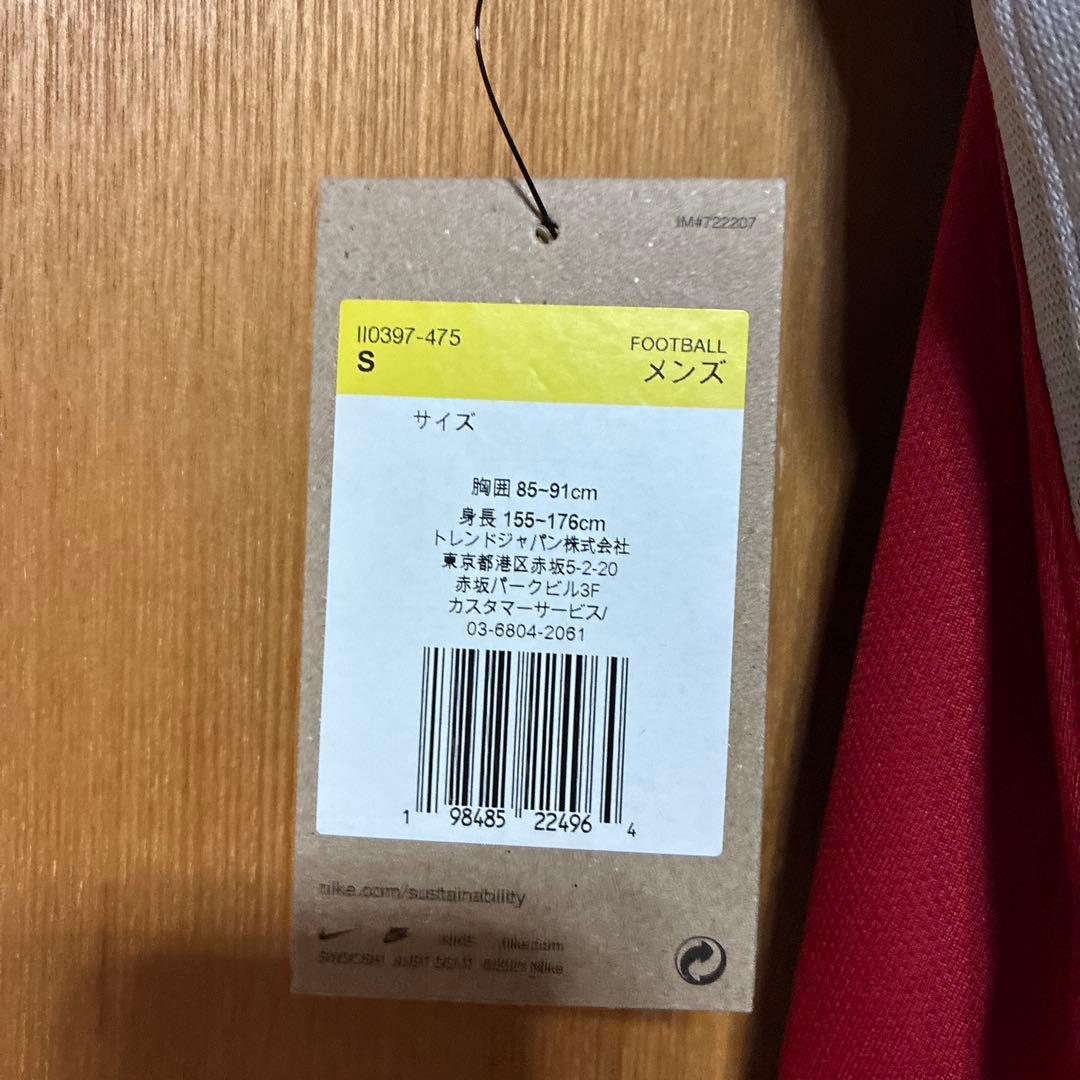 IM#722207
II0397-475
S
FOOTBALL
メンズ
サイズ
胸囲 85~91cm
身長 155~176cm
トレンドジャパン株式会社
東京都港区赤坂5-2-20
赤坂パークビル3F
カスタマーサービス/
03-6804-2061
1 98485 22496 4
nike.com/sustainability